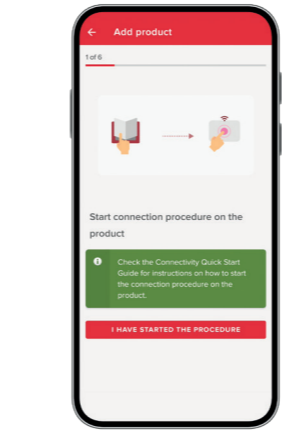 Add product
1 of 6
Start connection procedure on the
product
Check the Connectivity Quick Start
Guide for instructions on how to start
the connection procedure on the
product.
I HAVE STARTED THE PROCEDURE